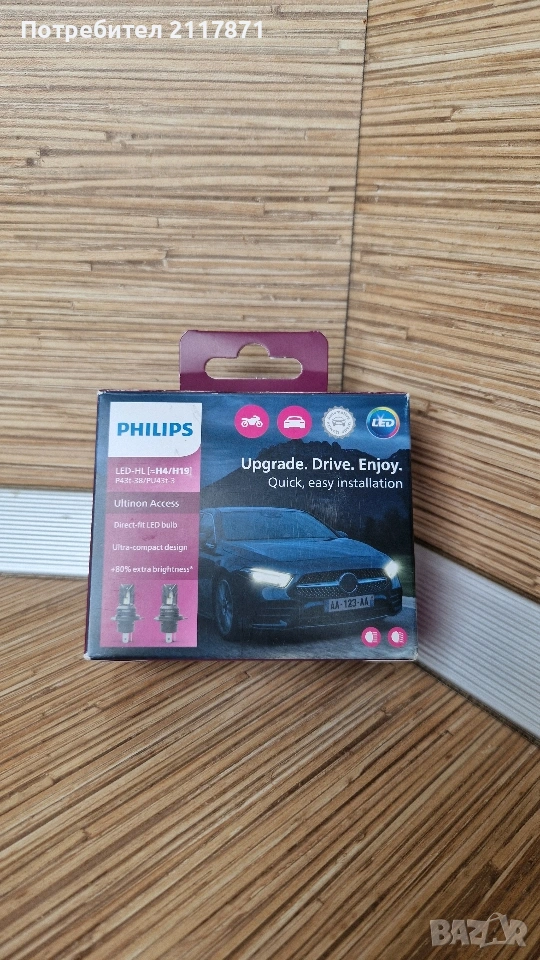 Потребител 2117871
PHILIPS
LED-HL [≈H4/H19]
P43t-38/PU43t-3
Ultinon Access
Direct-fit LED bulb
Ultra-compact design
+80% extra brightness*
LED
Upgrade. Drive. Enjoy.
Quick, easy installation
AA-123-AA
BAZAR